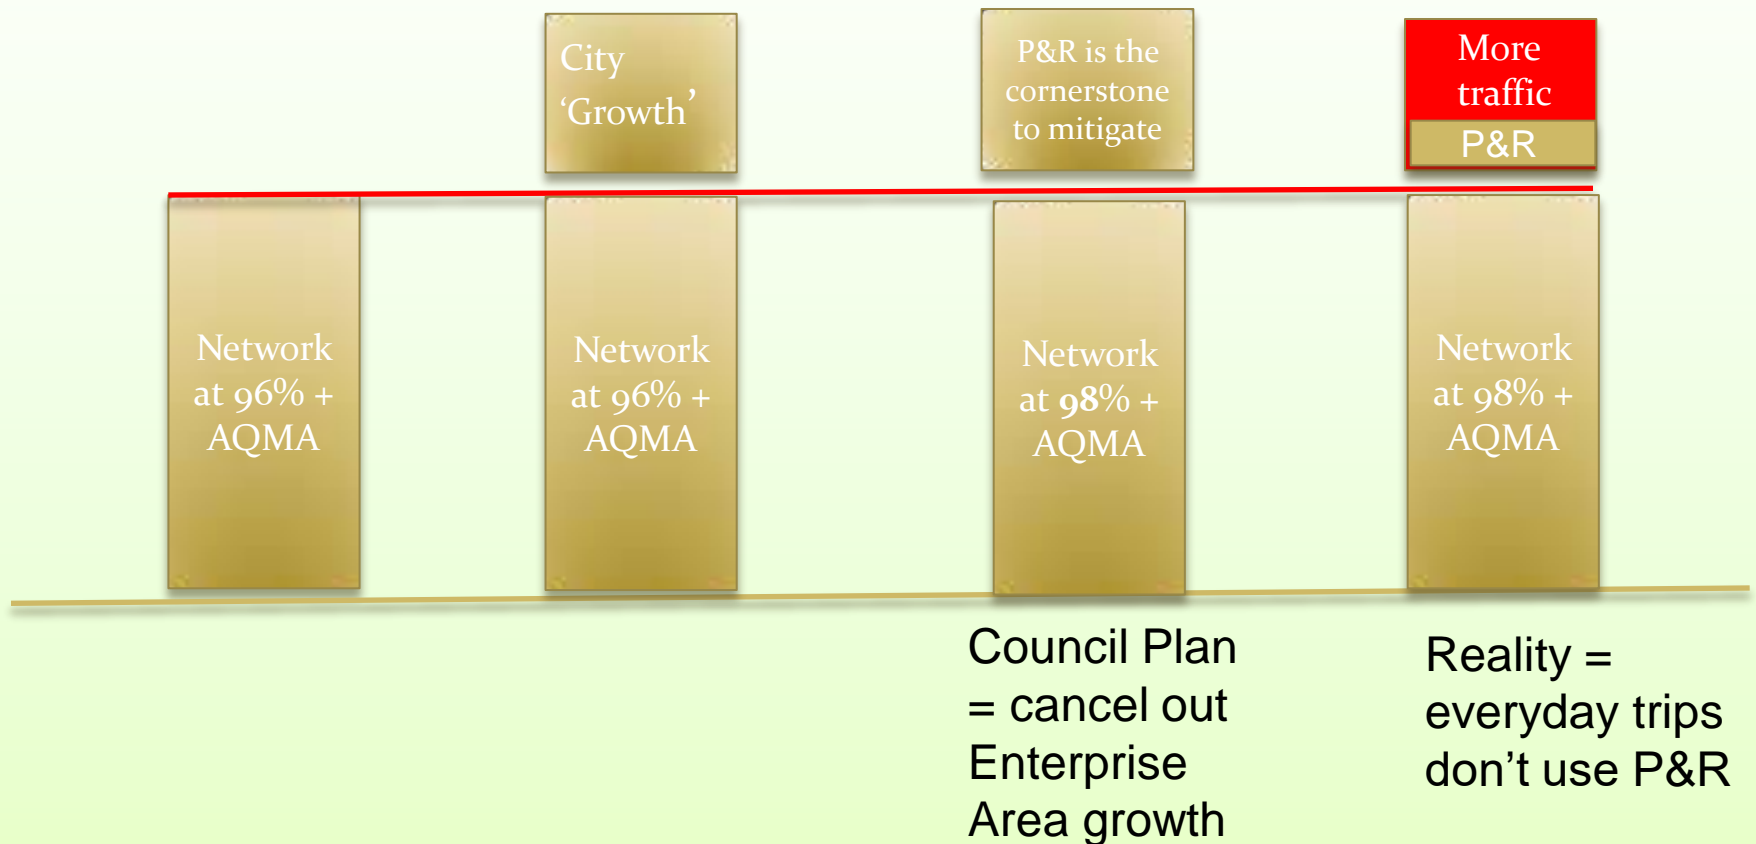 City
‘Growth’
P&R is the
cornerstone
to mitigate
More
traffic
P&R
Network
at 96% +
AQMA
Network
at 96% +
AQMA
Network
at 98% +
AQMA
Network
at 98% +
AQMA
Council Plan
= cancel out
Enterprise
Area growth
Reality =
everyday trips
don’t use P&R